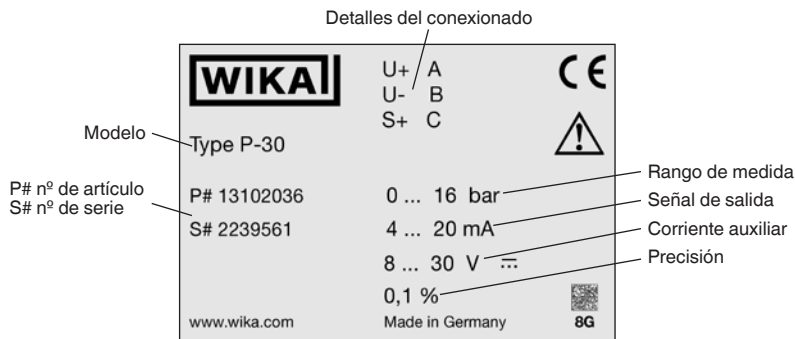 Detalles del conexionado
WIKA
U+ A
U- B
S+ C
CE
Modelo
Type P-30
P# nº de artículo
S# nº de serie
P# 13102036
S# 2239561
0 ... 16 bar
Rango de medida
4 ... 20 mA
Señal de salida
8 ... 30 V
Corriente auxiliar
0,1 %
Precisión
www.wika.com
Made in Germany
8G